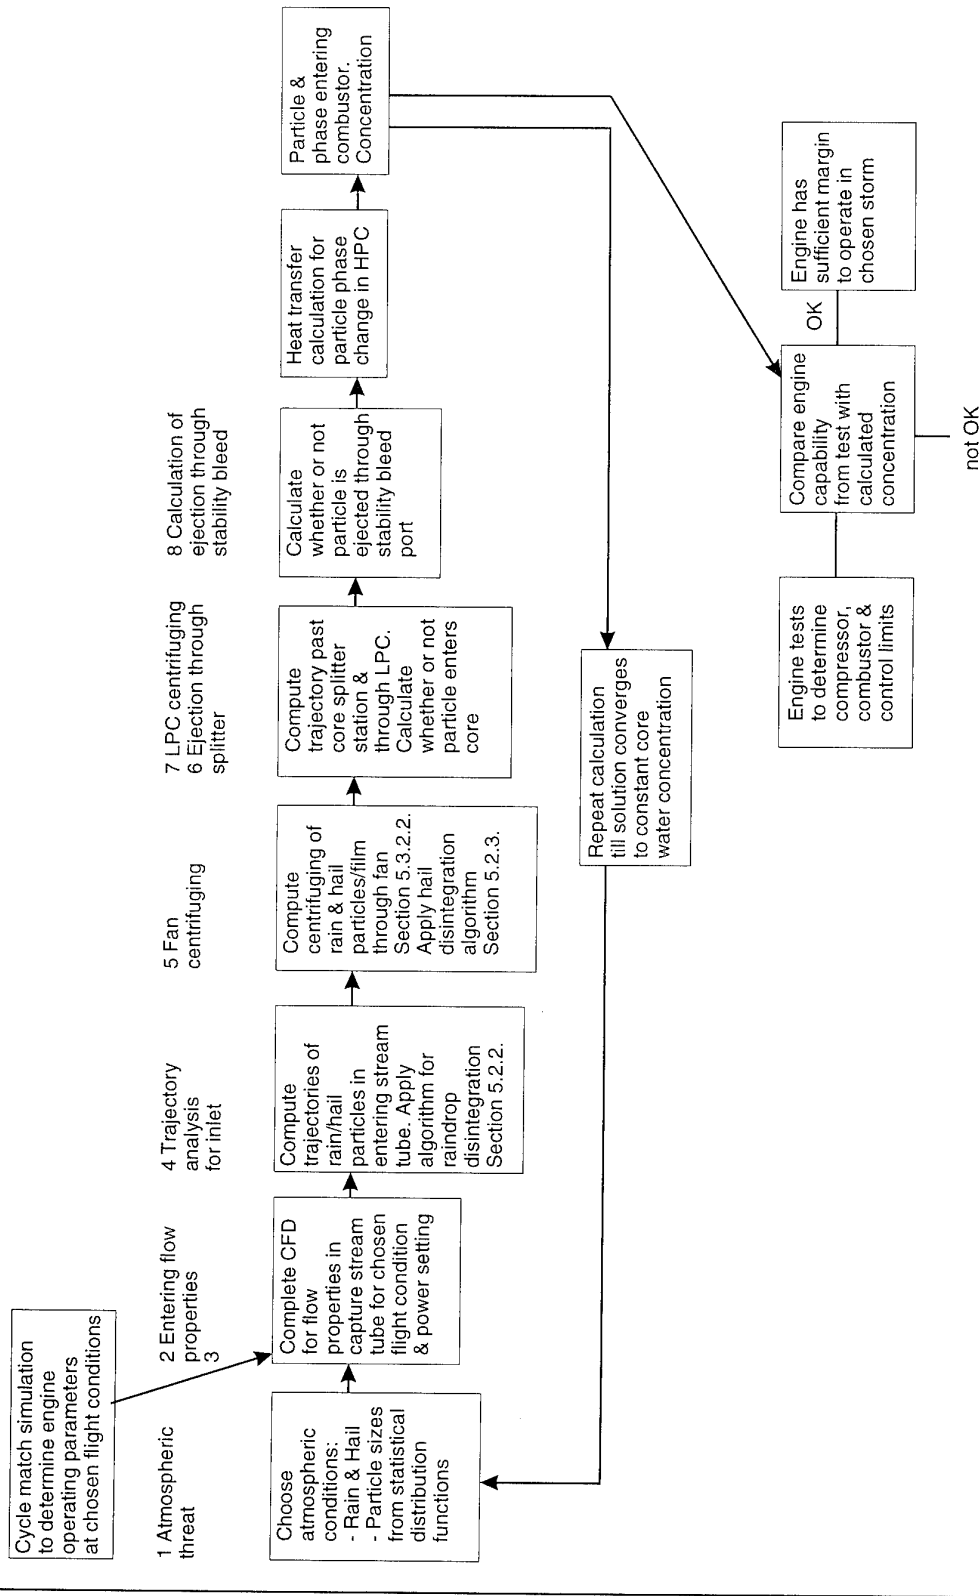 Cycle match simulation
to determine engine
operating parameters
at chosen flight conditions
1 Atmospheric
threat
2 Entering flow
properties
3
4 Trajectory
analysis
for inlet
5 Fan
centrifuging
7 LPC centrifuging
6 Ejection through
splitter
8 Calculation of
ejection through
stability bleed
Choose
atmospheric
conditions:
- Rain & Hail
- Particle sizes
from statistical
distribution
functions
Complete CFD
for flow
properties in
capture stream
tube for chosen
flight condition
& power setting
Compute
trajectories of
rain/hail
particles in
entering stream
tube. Apply
algorithm for
raindrop
disintegration
Section 5.2.2.
Compute
centrifuging of
rain & hail
particles/film
through fan
Section 5.3.2.2.
Apply hail
disintegration
algorithm
Section 5.2.3.
Compute
trajectory past
core splitter
station &
through LPC.
Calculate
whether or not
particle enters
core
Calculate
whether or not
particle is
ejected through
stability bleed
port
Heat transfer
calculation for
particle phase
change in HPC
Particle &
phase entering
combustor.
Concentration
Repeat calculation
till solution converges
to constant core
water concentration
Engine tests
to determine
compressor,
combustor &
control limits
Compare engine
capability
from test with
calculated
concentration
OK
Engine has
sufficient margin
to operate in
chosen storm
not OK